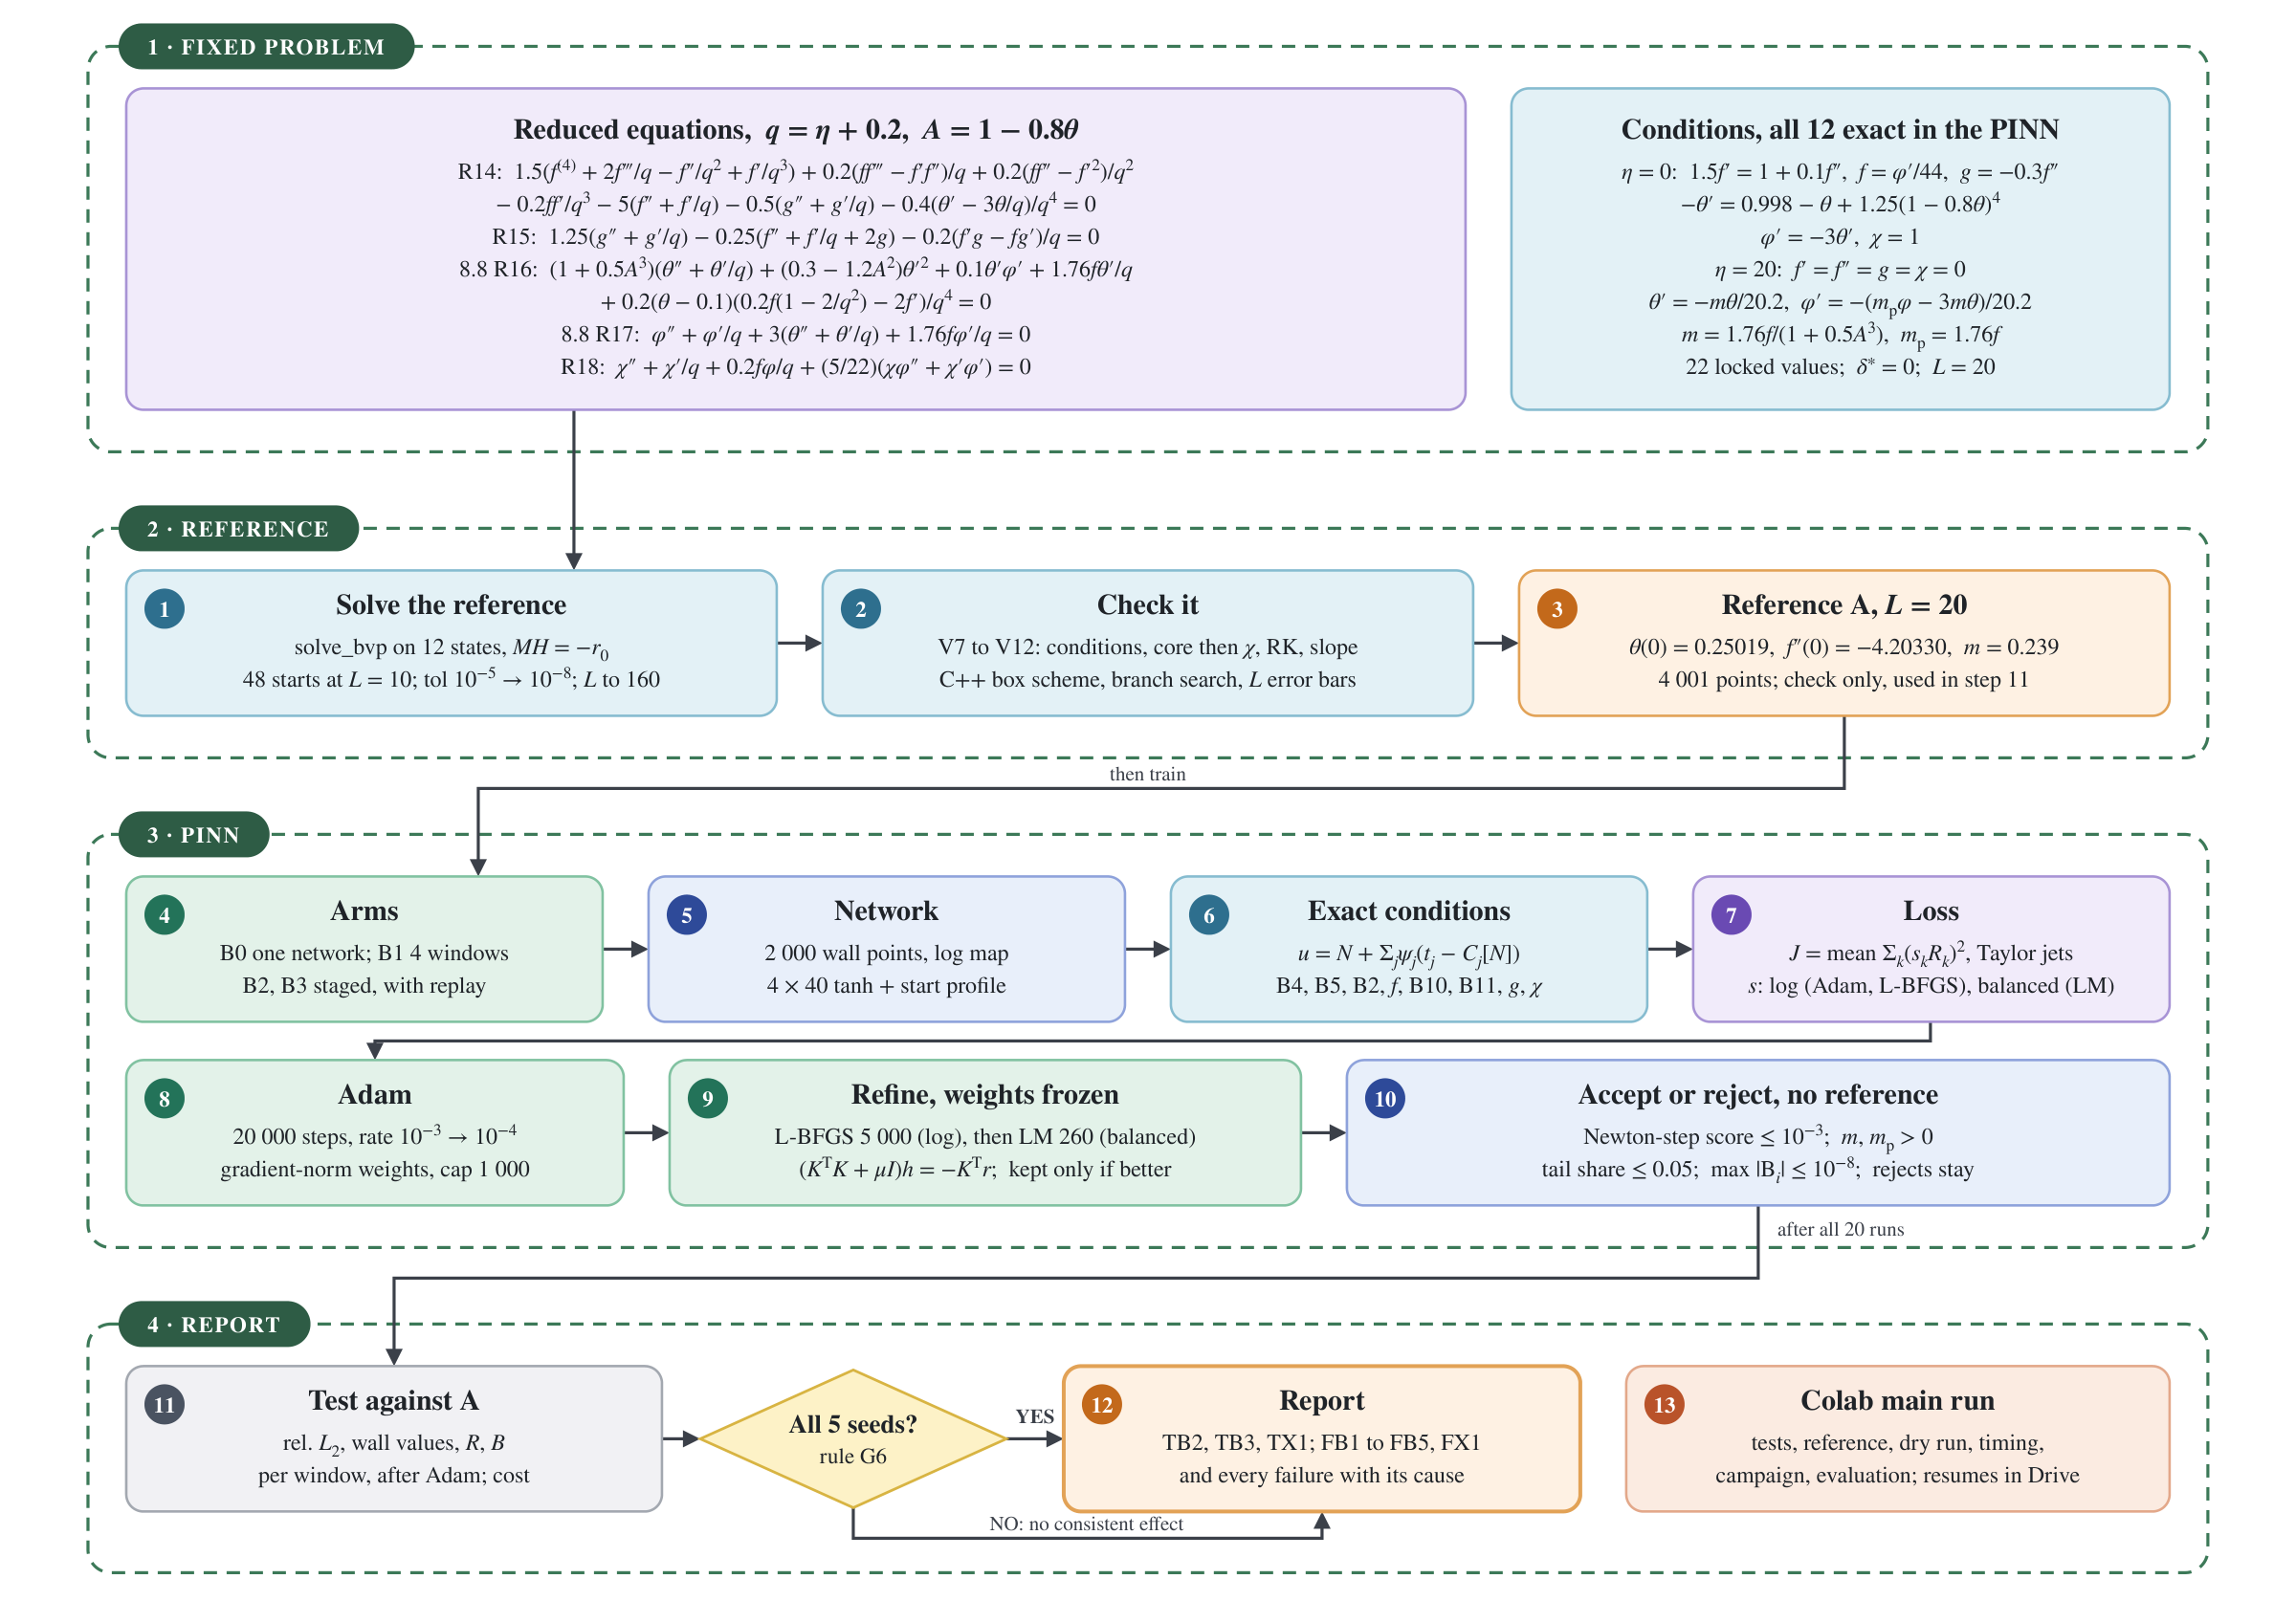 1 · FIXED PROBLEM
Reduced equations, q = η + 0.2, A = 1 − 0.8θ
R14: 1.5(f⁽⁴⁾ + 2f‴/q − f″/q² + f′/q³) + 0.2(ff‴ − f′f″)/q + 0.2(ff″ − f′²)/q²
− 0.2ff′/q³ − 5(f″ + f′/q) − 0.5(g″ + g′/q) − 0.4(θ′ − 3θ/q)/q⁴ = 0
R15: 1.25(g″ + g′/q) − 0.25(f″ + f′/q + 2g) − 0.2(f′g − fg′)/q = 0
8.8 R16: (1 + 0.5A³)(θ″ + θ′/q) + (0.3 − 1.2A²)θ′² + 0.1θ′φ′ + 1.76fθ′/q
+ 0.2(θ − 0.1)(0.2f(1 − 2/q²) − 2f′)/q⁴ = 0
8.8 R17: φ″ + φ′/q + 3(θ″ + θ′/q) + 1.76fφ′/q = 0
R18: χ″ + χ′/q + 0.2fφ/q + (5/22)(χφ″ + χ′φ′) = 0
Conditions, all 12 exact in the PINN
η = 0: 1.5f′ = 1 + 0.1f″, f = φ′/44, g = −0.3f″
−θ′ = 0.998 − θ + 1.25(1 − 0.8θ)⁴
φ′ = −3θ′, χ = 1
η = 20: f′ = f″ = g = χ = 0
θ′ = −mθ/20.2, φ′ = −(mₚφ − 3mθ)/20.2
m = 1.76f/(1 + 0.5A³), mₚ = 1.76f
22 locked values; δ* = 0; L = 20
2 · REFERENCE
1
Solve the reference
solve_bvp on 12 states, MH = −r₀
48 starts at L = 10; tol 10⁻⁵ → 10⁻⁸; L to 160
2
Check it
V7 to V12: conditions, core then χ, RK, slope
C++ box scheme, branch search, L error bars
3
Reference A, L = 20
θ(0) = 0.25019, f″(0) = −4.20330, m = 0.239
4 001 points; check only, used in step 11
then train
3 · PINN
4
Arms
B0 one network; B1 4 windows
B2, B3 staged, with replay
5
Network
2 000 wall points, log map
4 × 40 tanh + start profile
6
Exact conditions
u = N + Σⱼψⱼ(tⱼ − Cⱼ[N])
B4, B5, B2, f, B10, B11, g, χ
7
Loss
J = mean Σₖ(sₖRₖ)², Taylor jets
s: log (Adam, L-BFGS), balanced (LM)
8
Adam
20 000 steps, rate 10⁻³ → 10⁻⁴
gradient-norm weights, cap 1 000
9
Refine, weights frozen
L-BFGS 5 000 (log), then LM 260 (balanced)
(KᵀK + μI)h = −Kᵀr; kept only if better
10
Accept or reject, no reference
Newton-step score ≤ 10⁻³; m, mₚ > 0
tail share ≤ 0.05; max |Bᵢ| ≤ 10⁻⁸; rejects stay
after all 20 runs
4 · REPORT
11
Test against A
rel. L₂, wall values, R, B
per window, after Adam; cost
All 5 seeds?
rule G6
YES
NO: no consistent effect
12
Report
TB2, TB3, TX1; FB1 to FB5, FX1
and every failure with its cause
13
Colab main run
tests, reference, dry run, timing,
campaign, evaluation; resumes in Drive